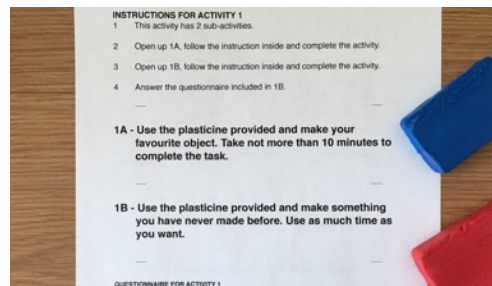 INSTRUCTIONS FOR ACTIVITY 1
1 This activity has 2 sub-activities.
2 Open up 1A, follow the instruction inside and complete the activity.
3 Open up 1B, follow the instruction inside and complete the activity.
4 Answer the questionnaire included in 1B.
1A - Use the plasticine provided and make your
favourite object. Take not more than 10 minutes to
complete the task.
1B - Use the plasticine provided and make something
you have never made before. Use as much time as
you want.
QUESTIONNAIRE FOR ACTIVITY 1